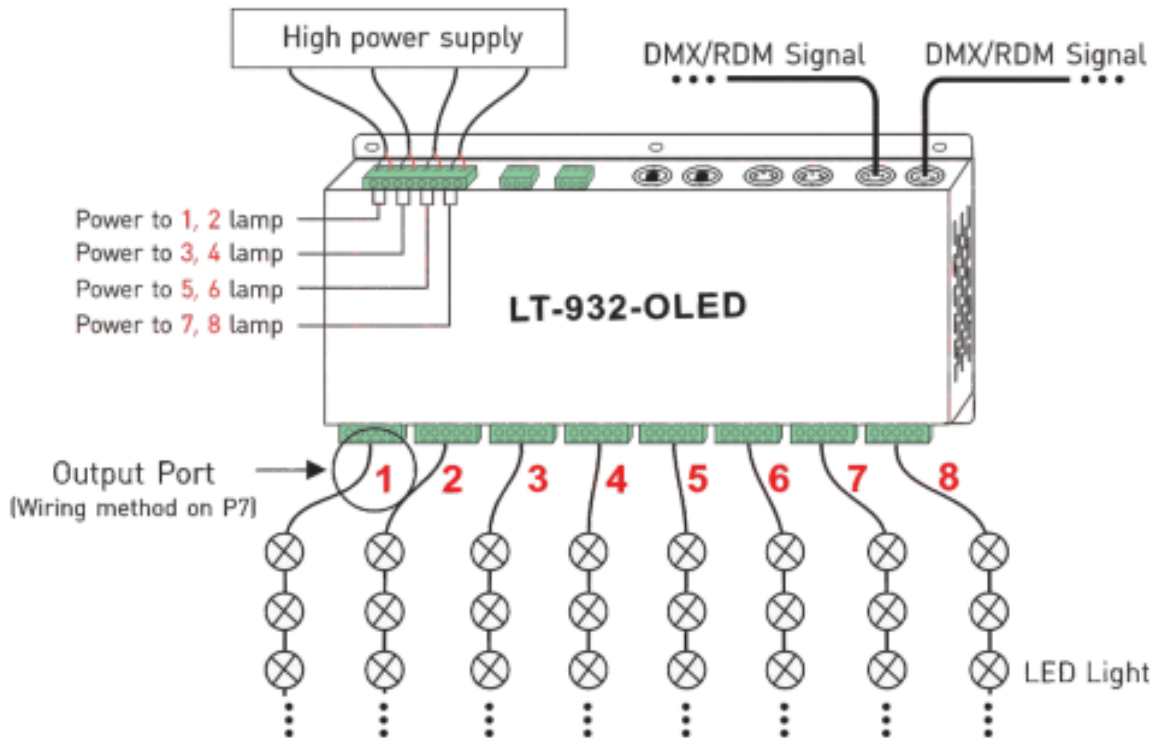 High power supply
DMX/RDM Signal
DMX/RDM Signal
Power to 1, 2 lamp
Power to 3, 4 lamp
Power to 5, 6 lamp
Power to 7, 8 lamp
LT-932-OLED
Output Port
(Wiring method on P7)
1 2 3 4 5 6 7 8
LED Light